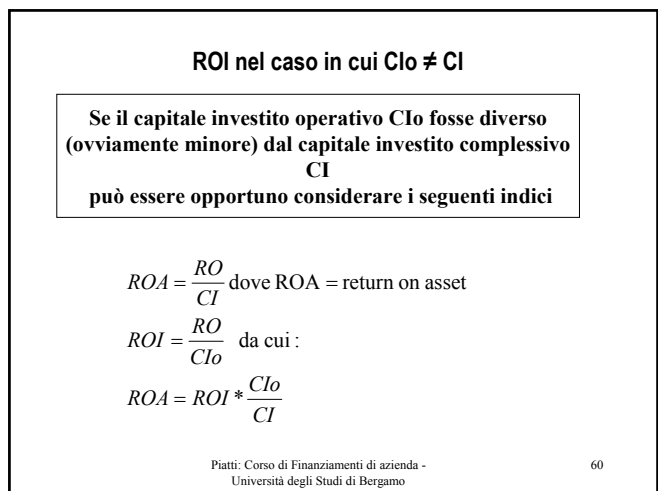 ROI nel caso in cui CIo ≠ CI
Se il capitale investito operativo CIo fosse diverso
(ovviamente minore) dal capitale investito complessivo
CI
può essere opportuno considerare i seguenti indici
ROA = RO/CI dove ROA = return on asset
ROI = RO/CIo da cui :
ROA = ROI * CIo/CI
Piatti: Corso di Finanziamenti di azienda -
Università degli Studi di Bergamo
60